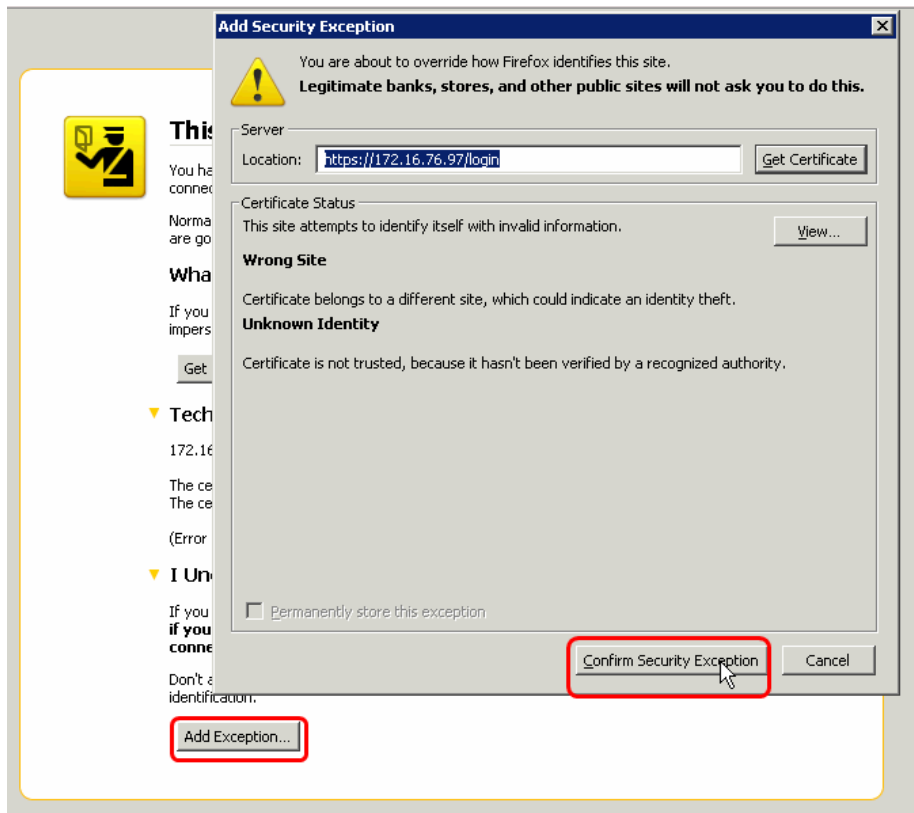 Add Security Exception
You are about to override how Firefox identifies this site.
Legitimate banks, stores, and other public sites will not ask you to do this.
Server
Location: https://172.16.76.97/login Get Certificate
Certificate Status
This site attempts to identify itself with invalid information.
View...
Wrong Site
Certificate belongs to a different site, which could indicate an identity theft.
Unknown Identity
Certificate is not trusted, because it hasn't been verified by a recognized authority.
Permanently store this exception
Confirm Security Exception Cancel
This
You ha
connec
Norma
are go
Wha
If you
impers
Get
Tech
172.16
The ce
The ce
(Error
I Un
If you
if you
conne
Don't a
identification.
Add Exception...